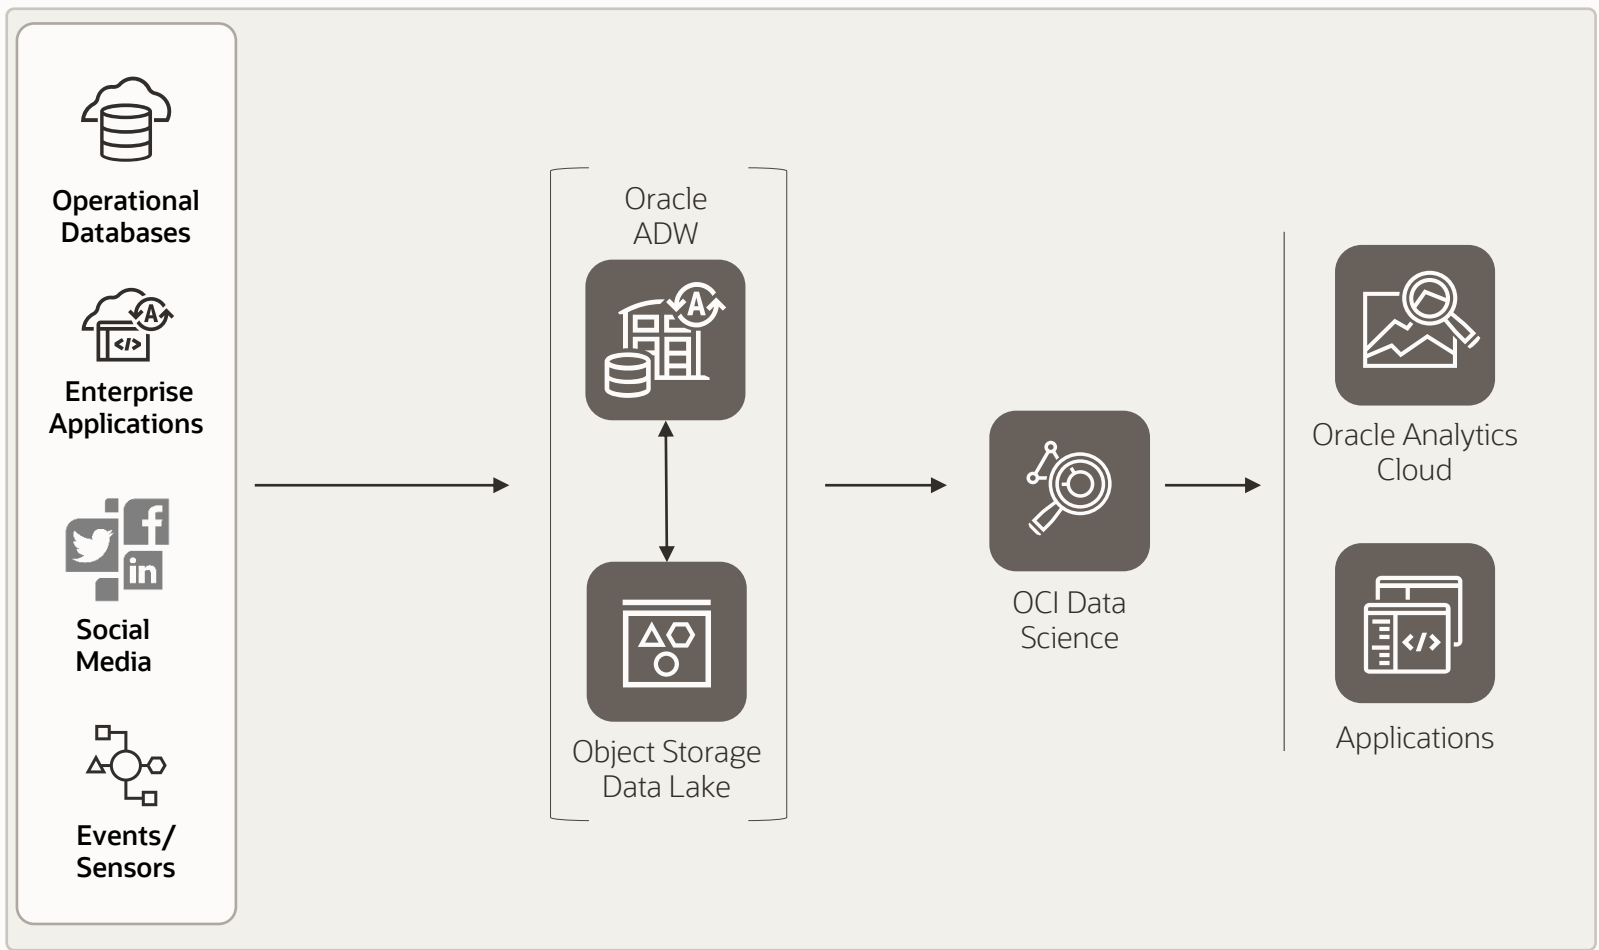 Operational
Databases
Enterprise
Applications
Social
Media
Events/
Sensors
Oracle
ADW
A
Object Storage
Data Lake
OCI Data
Science
Oracle Analytics
Cloud
Applications
A
</>
f
in
</>